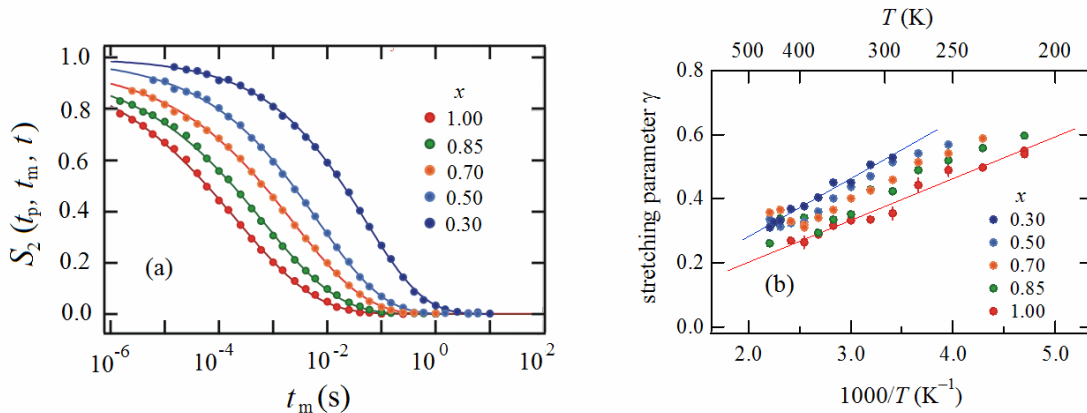 1.0
0.8
0.6
0.4
0.2
0.0
S₂ (tₚ, tₘ, t)
x
1.00
0.85
0.70
0.50
0.30
(a)
10⁻⁶ 10⁻⁴ 10⁻² 10⁰ 10²
tₘ (s)
T (K)
500 400 300 250 200
0.8
0.6
0.4
0.2
0.0
stretching parameter γ
x
0.30
0.50
0.70
0.85
1.00
(b)
2.0 3.0 4.0 5.0
1000/T (K⁻¹)